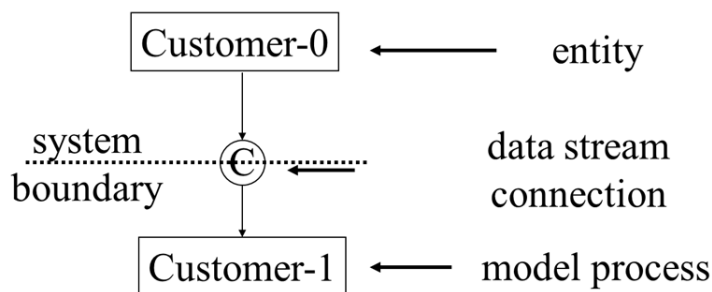 Customer-0
entity
system
boundary
C
data stream
connection
Customer-1
model process